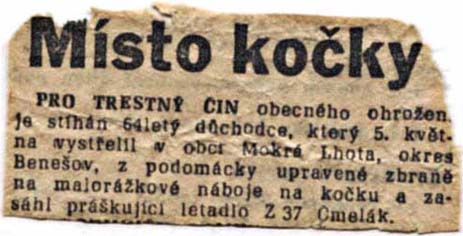 Místo kočky
PRO TRESTNÝ ČIN obecného ohrožen.
je stíhán 64letý důchodce, který 5. květ-
na vystřelil v obci Mokrá Lhota, okres
Benešov, z podomácky upravené zbraně
na malorážkové náboje na kočku a za-
sáhl práškující letadlo Z 37 Čmelák.